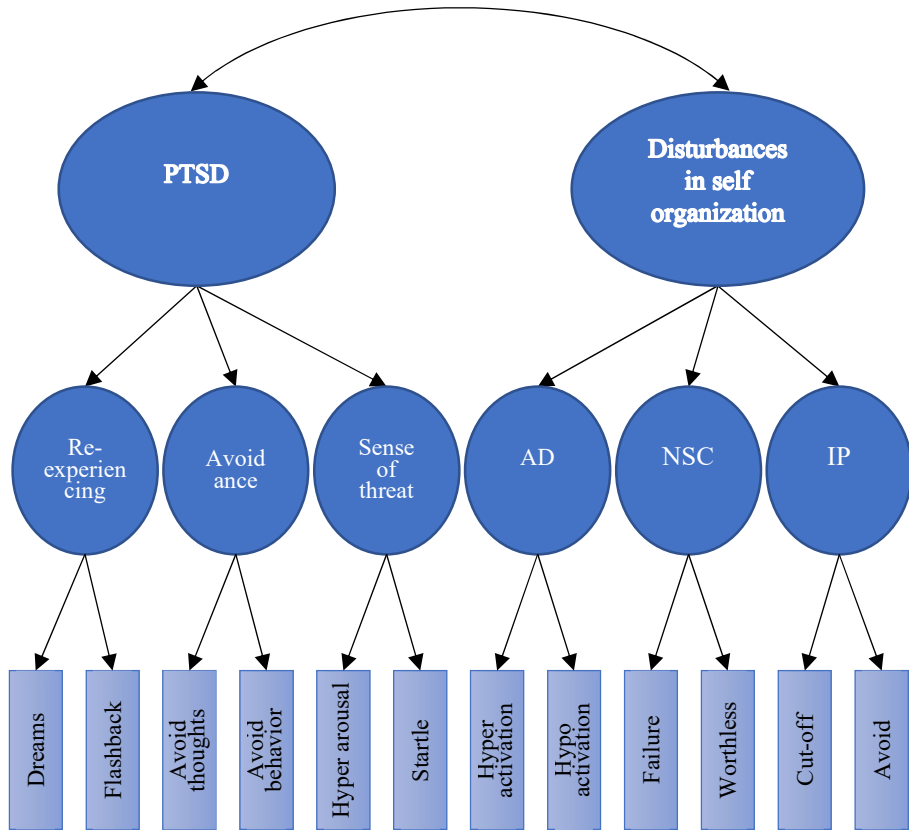 PTSD
Disturbances
in self
organization
Re-
experien
cing
Avoid
ance
Sense
of
threat
AD
NSC
IP
Dreams
Flashback
Avoid
thoughts
Avoid
behavior
Hyper arousal
Startle
Hyper
activation
Hypo
activation
Failure
Worthless
Cut-off
Avoid